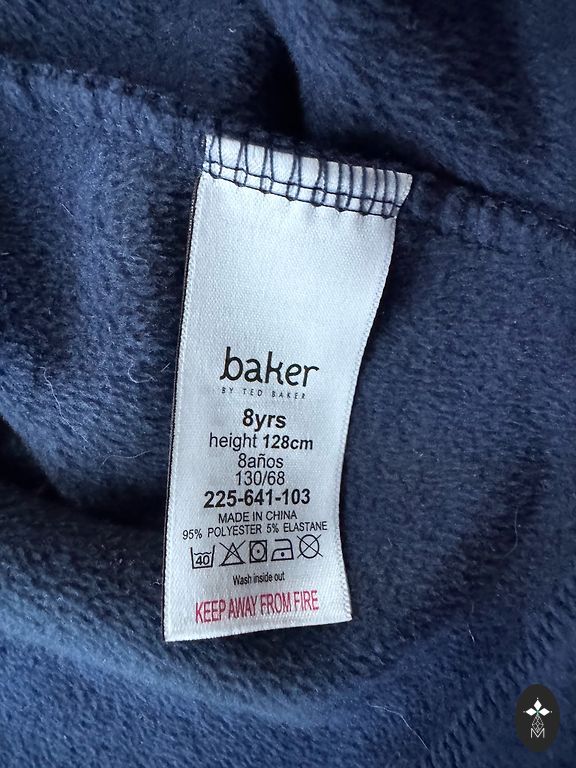 baker
BY TED BAKER
8yrs
height 128cm
8años
130/68
225-641-103
MADE IN CHINA
95% POLYESTER 5% ELASTANE
40
Wash inside out
KEEP AWAY FROM FIRE
M